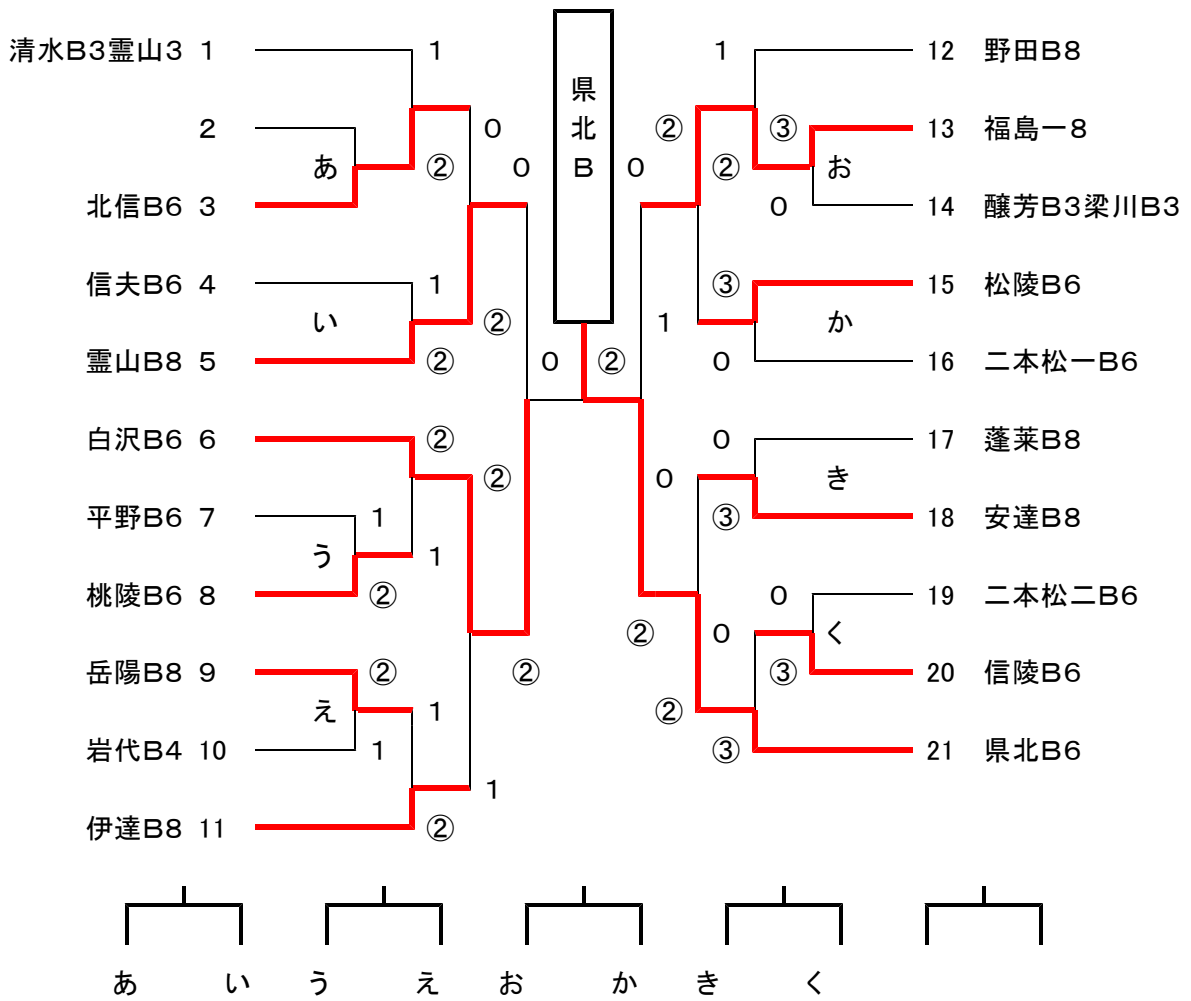 清水B3霊山3 1 1 県北B 1 12 野田B8
2 0 ② ③ 13 福島一8
あ ② 0 0 ② お
北信B6 3 0 14 醸芳B3梁川B3
信夫B6 4 1 ③ 15 松陵B6
い ② 1 か
霊山B8 5 ② 0 ② 0 16 二本松一B6
白沢B6 6 ② 0 17 蓬莱B8
② 0 き
平野B6 7 1 ③ 18 安達B8
う 1
桃陵B6 8 ② 0 19 二本松二B6
② 0 く
岳陽B8 9 ② ② ③ 20 信陵B6
え 1 ②
岩代B4 10 1 ③ 21 県北B6
1
伊達B8 11 ②
あ い う え お か き く